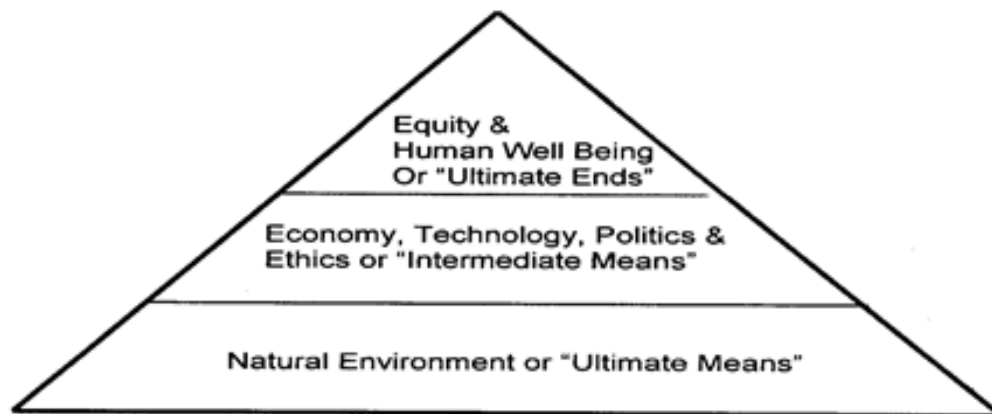 Equity &
Human Well Being
Or "Ultimate Ends"
Economy, Technology, Politics &
Ethics or "Intermediate Means"
Natural Environment or "Ultimate Means"